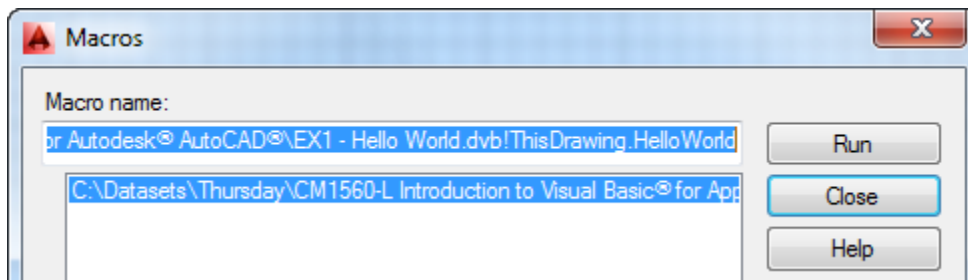 Macros
Macro name:
or Autodesk® AutoCAD®\EX1 - Hello World.dvb!ThisDrawing.HelloWorld
Run
C:\Datasets\Thursday\CM1560-L Introduction to Visual Basic® for App
Close
Help